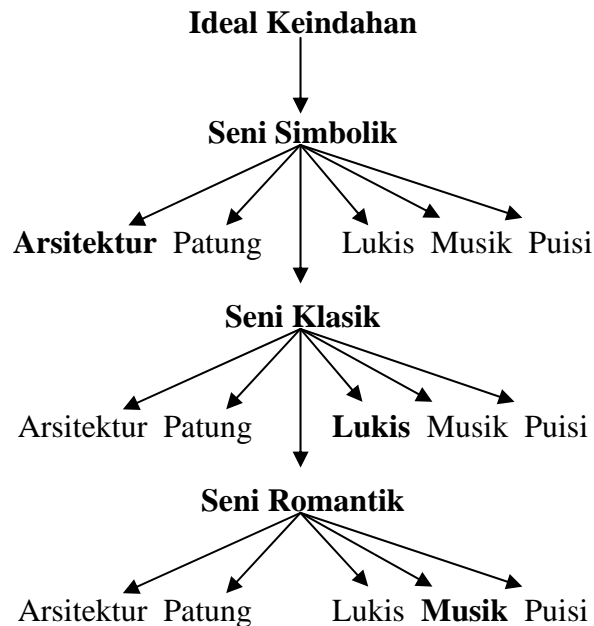 Ideal Keindahan
Seni Simbolik
Arsitektur Patung Lukis Musik Puisi
Seni Klasik
Arsitektur Patung Lukis Musik Puisi
Seni Romantik
Arsitektur Patung Lukis Musik Puisi